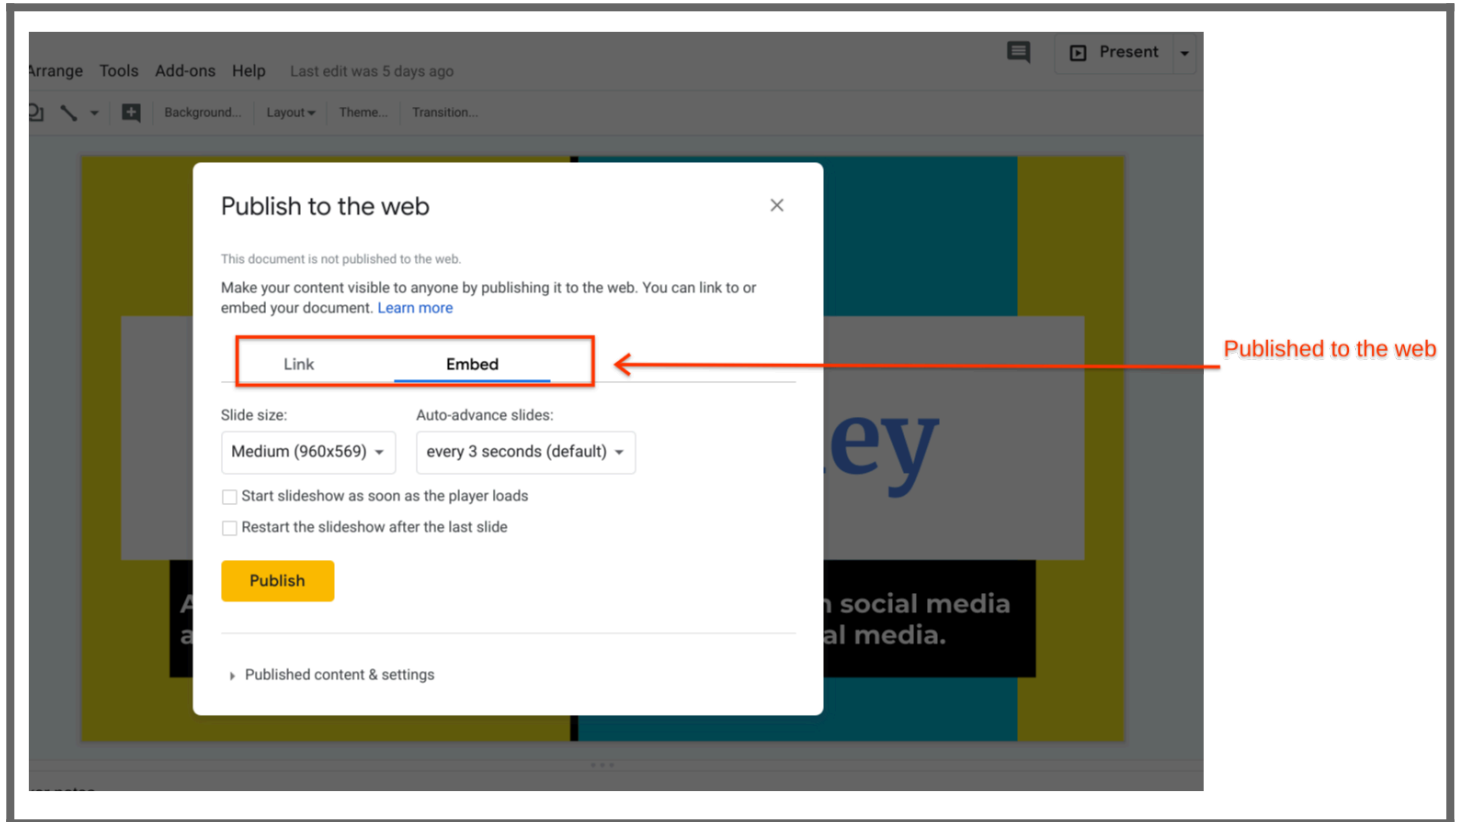 Present
Arrange Tools Add-ons Help Last edit was 5 days ago
Background... Layout Theme... Transition...
Publish to the web
This document is not published to the web.
Make your content visible to anyone by publishing it to the web. You can link to or
embed your document. Learn more
Link Embed
Published to the web
Slide size: Auto-advance slides:
Medium (960x569) every 3 seconds (default)
ey
Start slideshow as soon as the player loads
Restart the slideshow after the last slide
Publish
A social media
a al media.
Published content & settings
notes